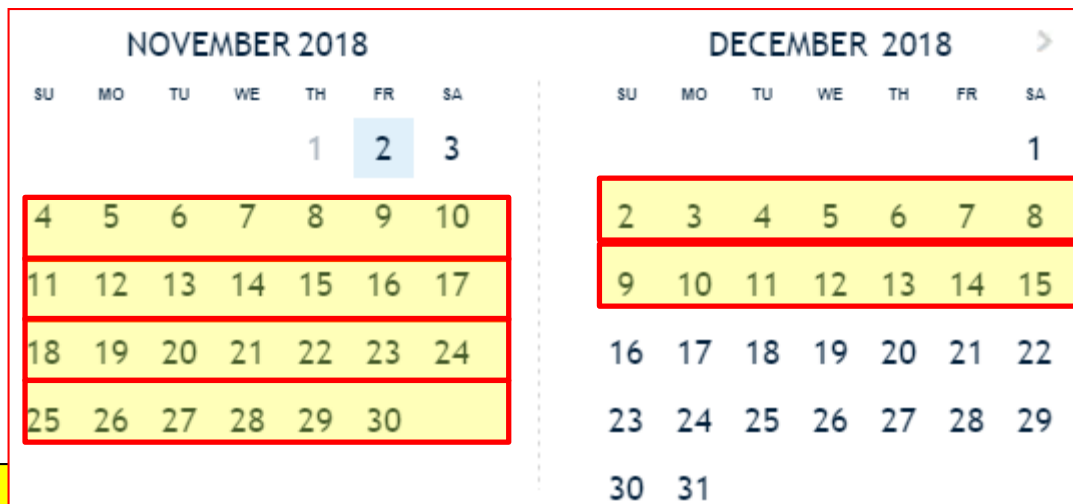 NOVEMBER 2018
SU MO TU WE TH FR SA
1 2 3
4 5 6 7 8 9 10
11 12 13 14 15 16 17
18 19 20 21 22 23 24
25 26 27 28 29 30
DECEMBER 2018 >
SU MO TU WE TH FR SA
1
2 3 4 5 6 7 8
9 10 11 12 13 14 15
16 17 18 19 20 21 22
23 24 25 26 27 28 29
30 31